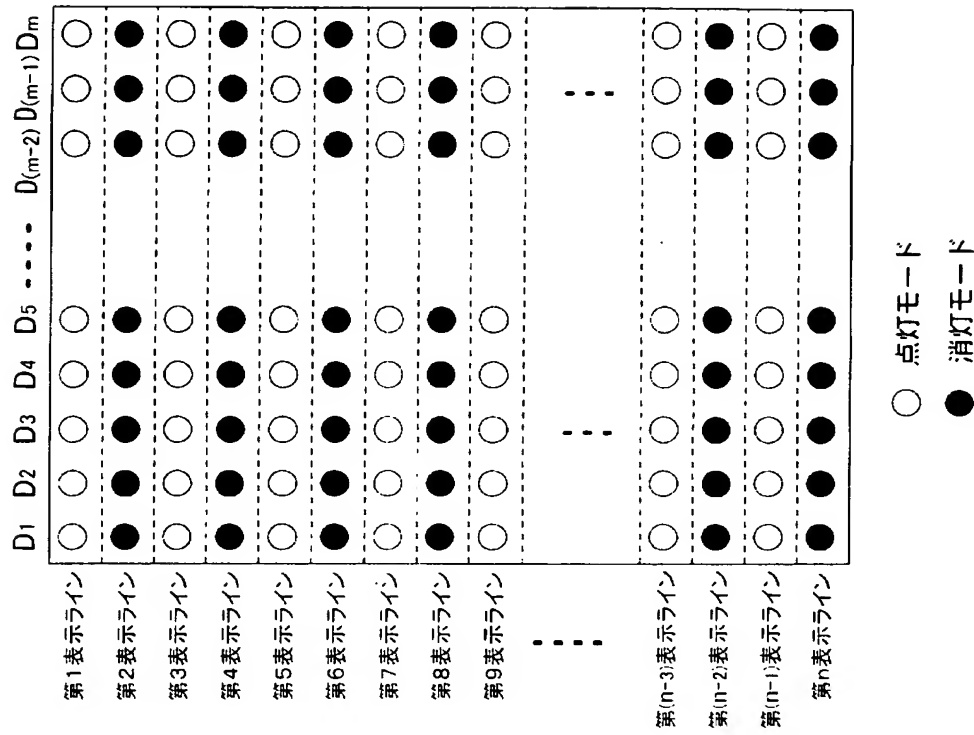 D1 D2 D3 D4 D5 ---- D(m-2) D(m-1) Dm
第1表示ライン
第2表示ライン
第3表示ライン
第4表示ライン
第5表示ライン
第6表示ライン
第7表示ライン
第8表示ライン
第9表示ライン
第(n-3)表示ライン
第(n-2)表示ライン
第(n-1)表示ライン
第n表示ライン
点灯モード
消灯モード